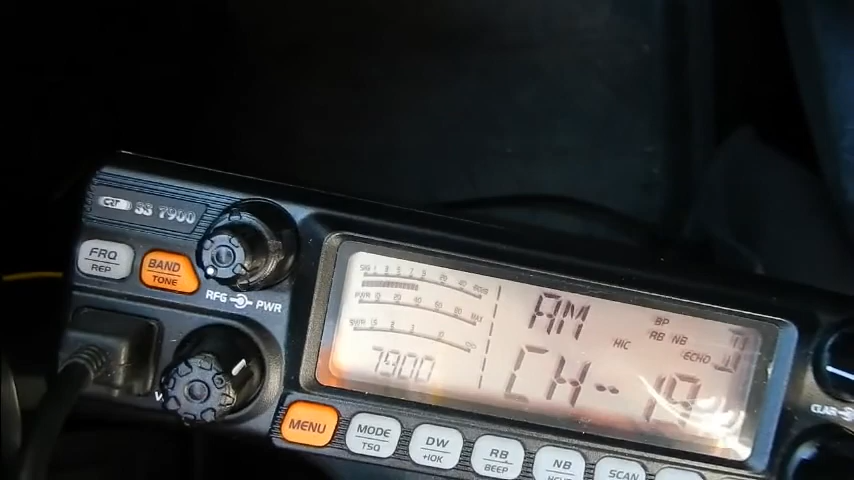 CRT SS 7900
FRQ
REP
BAND
TONE
RFG PWR
AM
BP
HIC
RB NB
ECHO
D
7900
CH--19
CLAR
MENU
MODE
TSQ
DW
+10K
RB
BEEP
NB
SCAN